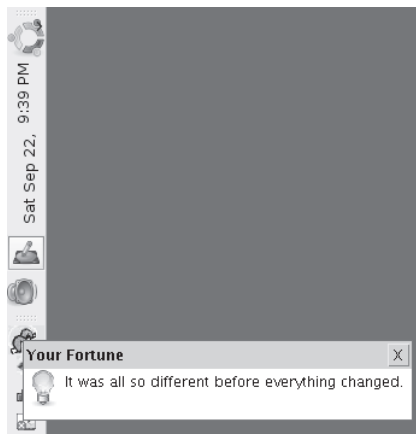 Sat Sep 22, 9:39 PM
Your Fortune X
It was all so different before everything changed.